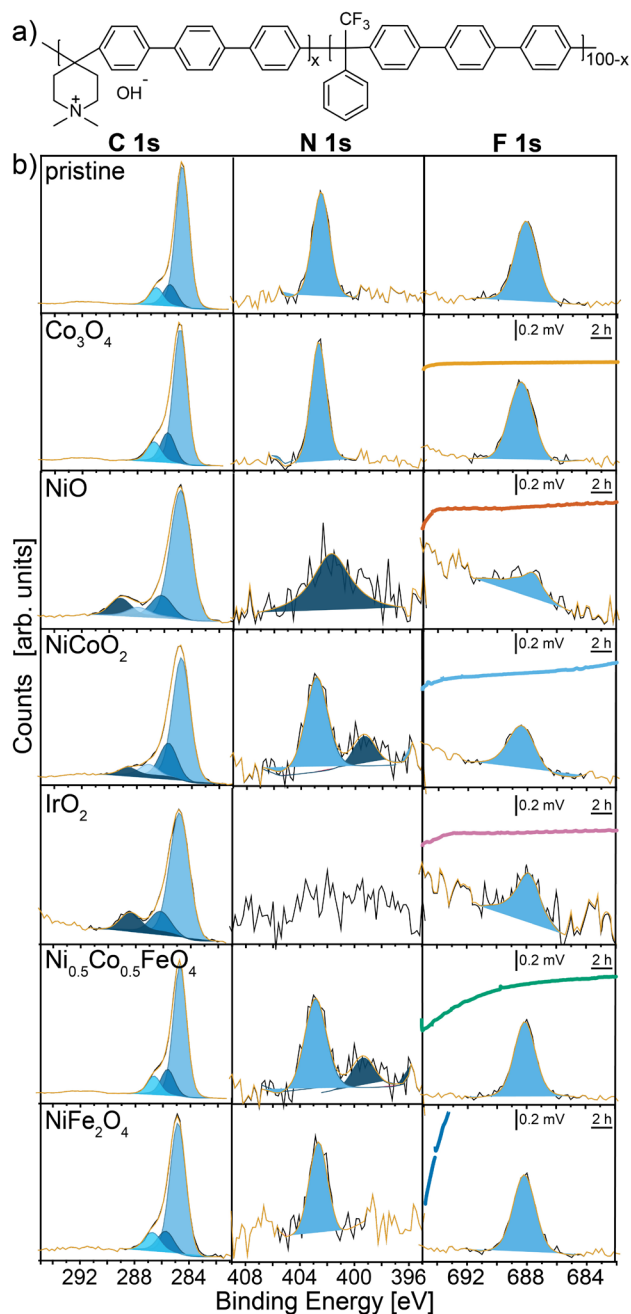 a)
CF₃
x
100-x
N
+
OH⁻
C 1s N 1s F 1s
b)
pristine
Co₃O₄
0.2 mV 2 h
NiO
0.2 mV 2 h
NiCoO₂
0.2 mV 2 h
IrO₂
0.2 mV 2 h
Ni₀.₅Co₀.₅FeO₄
0.2 mV 2 h
NiFe₂O₄
0.2 mV 2 h
Counts [arb. units]
292 288 284 408 404 400 396 692 688 684
Binding Energy [eV]